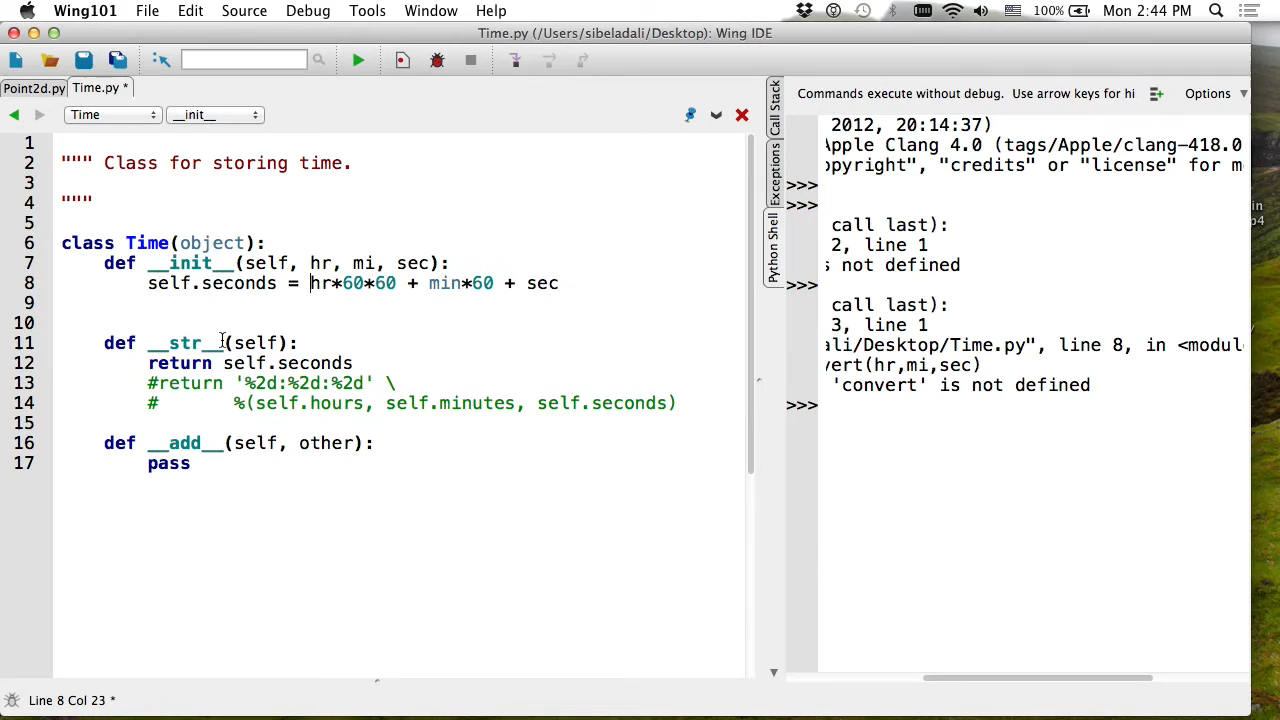 Wing101 File Edit Source Debug Tools Window Help 100% Mon 2:44 PM
Time.py (/Users/sibeladali/Desktop): Wing IDE
Point2d.py Time.py *
Time __init__
1
2 """ Class for storing time.
3
4 """
5
6 class Time(object):
7 def __init__(self, hr, mi, sec):
8 self.seconds = hr*60*60 + min*60 + sec
9
10
11 def __str__(self):
12 return self.seconds
13 #return '%2d:%2d:%2d' \
14 # %(self.hours, self.minutes, self.seconds)
15
16 def __add__(self, other):
17 pass
Line 8 Col 23 *
Call Stack
Exceptions
Python Shell
Commands execute without debug. Use arrow keys for hi Options
2012, 20:14:37)
Apple Clang 4.0 (tags/Apple/clang-418.0
opyright", "credits" or "license" for m
>>>
>>>
call last):
2, line 1
s not defined
>>>
call last):
3, line 1
ali/Desktop/Time.py", line 8, in <module
vert(hr,mi,sec)
'convert' is not defined
>>>
in
p4